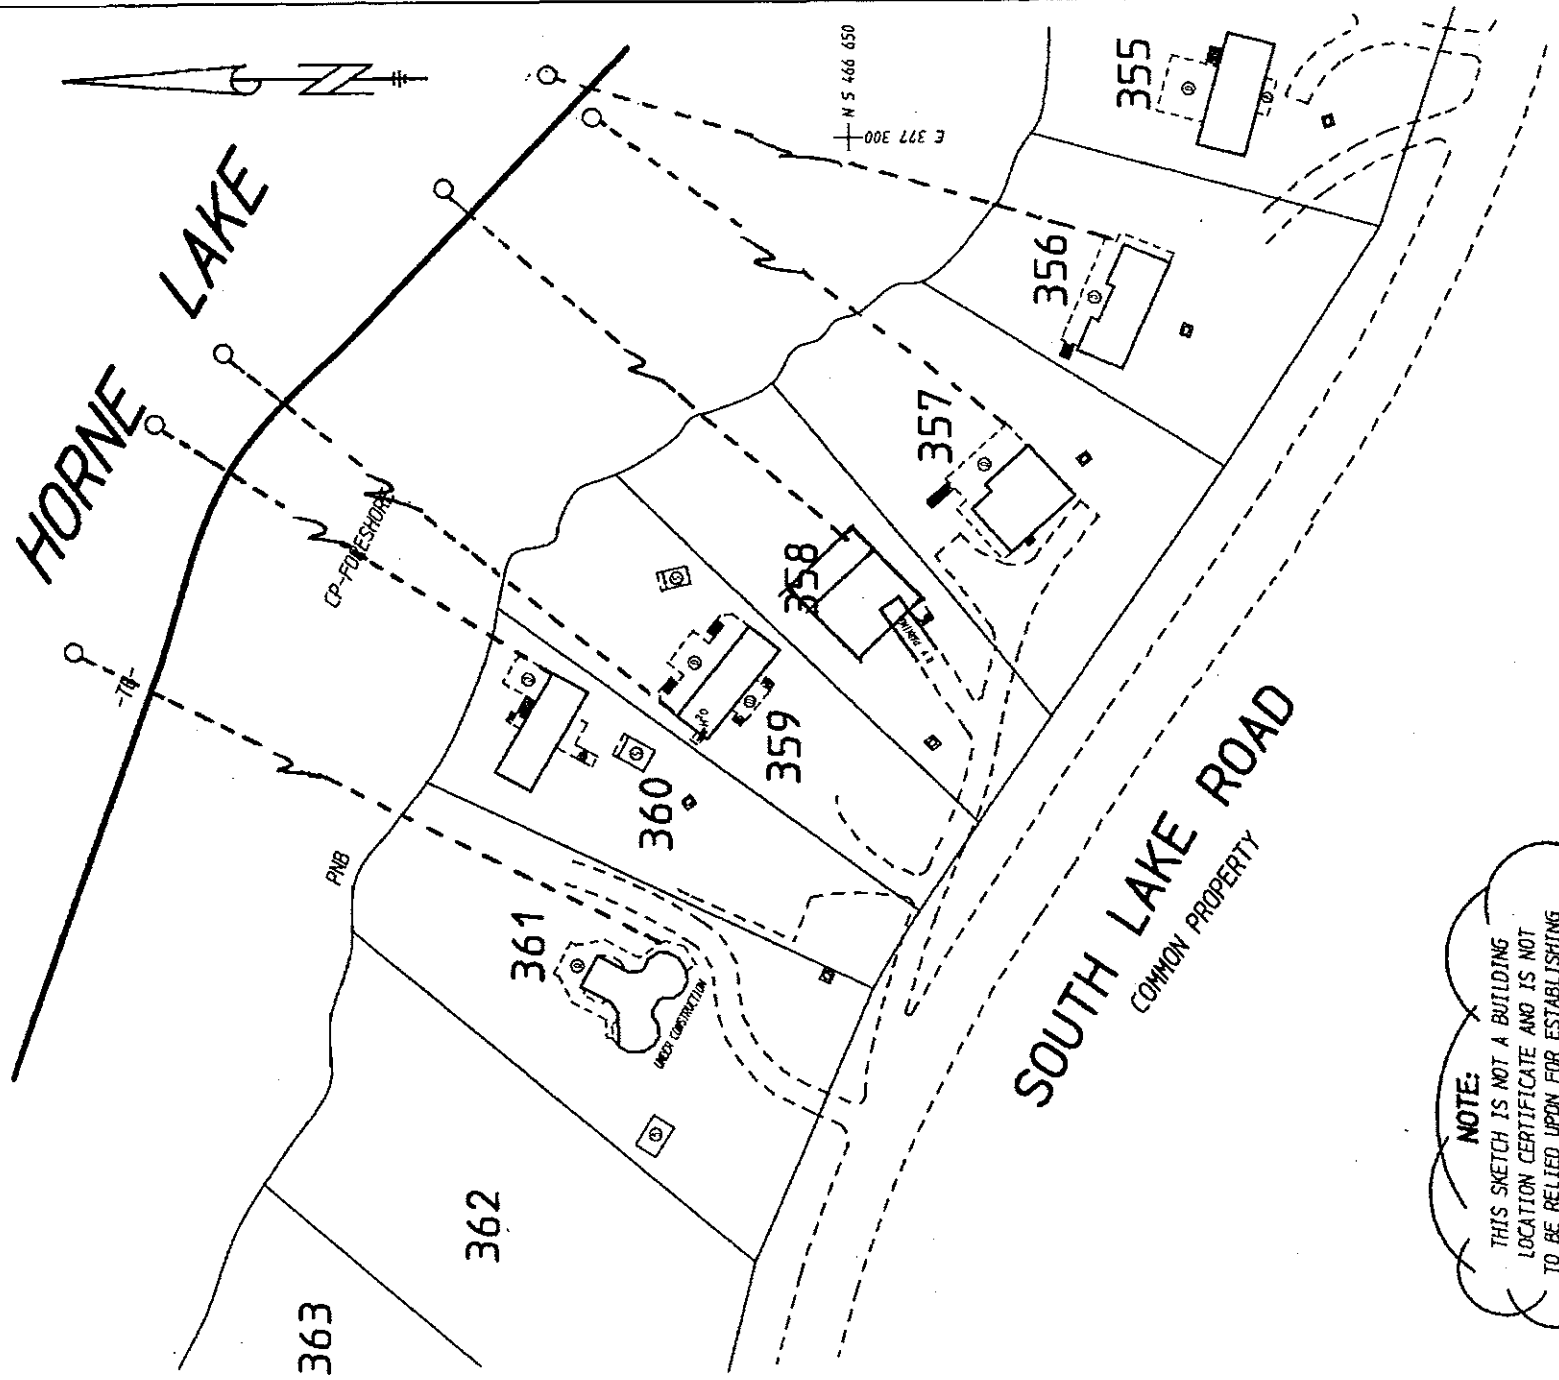 HORNE LAKE
N
N 5 466 650
E 377 300
CP-FORESHORE
-TB-
PNB
355
356
357
358
359
360
361
362
363
H2O
UNDER CONSTRUCTION
SOUTH LAKE ROAD
COMMON PROPERTY
NOTE:
THIS SKETCH IS NOT A BUILDING
LOCATION CERTIFICATE AND IS NOT
TO BE RELIED UPON FOR ESTABLISHING